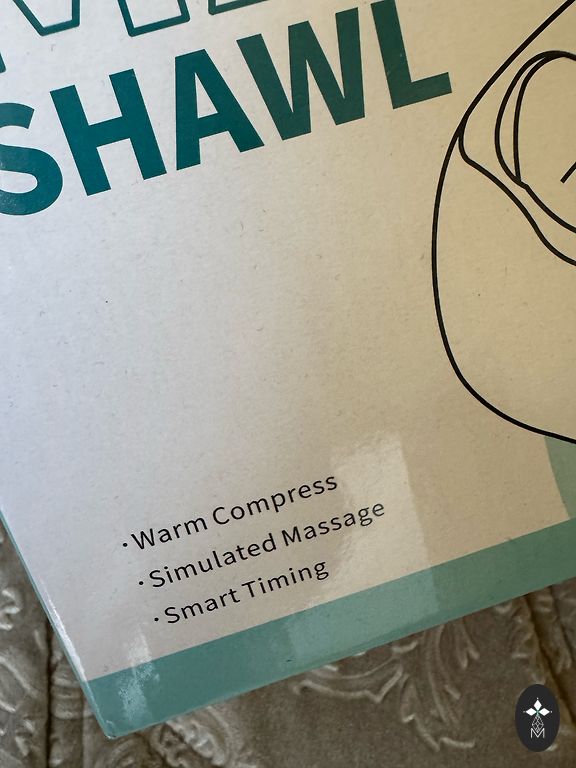 SHAWL
·Warm Compress
·Simulated Massage
·Smart Timing
M